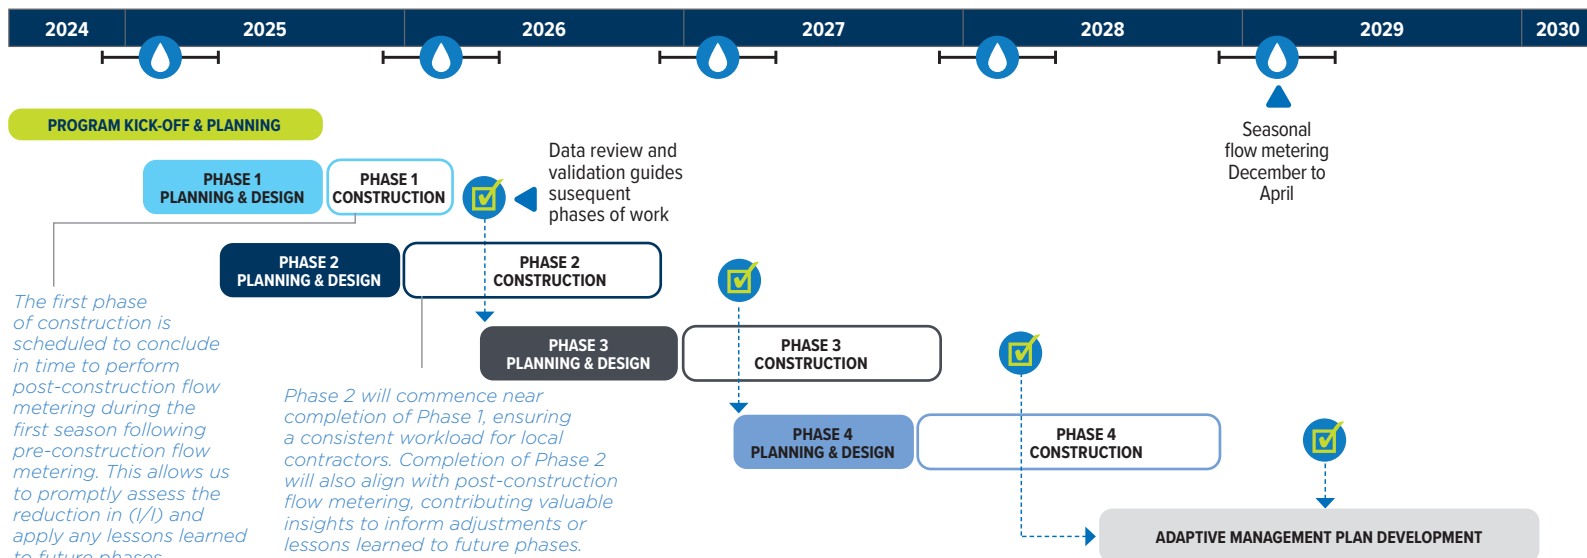 2024 2025 2026 2027 2028 2029 2030
PROGRAM KICK-OFF & PLANNING
PHASE 1
PLANNING & DESIGN
PHASE 1
CONSTRUCTION
Data review and
validation guides
susequent
phases of work
Seasonal
flow metering
December to
April
PHASE 2
PLANNING & DESIGN
PHASE 2
CONSTRUCTION
The first phase
of construction is
scheduled to conclude
in time to perform
post-construction flow
metering during the
first season following
pre-construction flow
metering. This allows us
to promptly assess the
reduction in (I/I) and
apply any lessons learned
to future phases.
PHASE 3
PLANNING & DESIGN
PHASE 3
CONSTRUCTION
Phase 2 will commence near
completion of Phase 1, ensuring
a consistent workload for local
contractors. Completion of Phase 2
will also align with post-construction
flow metering, contributing valuable
insights to inform adjustments or
lessons learned to future phases.
PHASE 4
PLANNING & DESIGN
PHASE 4
CONSTRUCTION
ADAPTIVE MANAGEMENT PLAN DEVELOPMENT